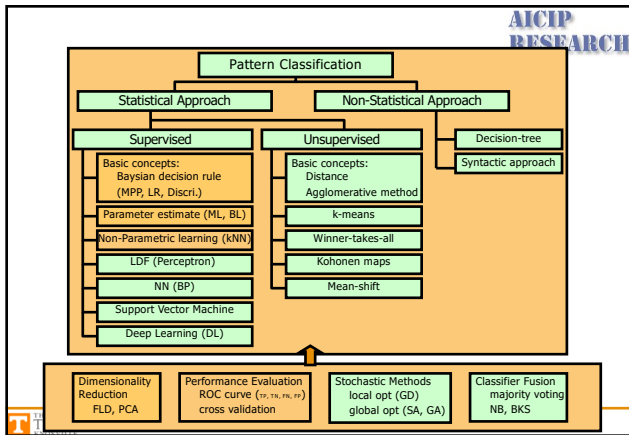 AICIP
RESEARCH
Pattern Classification
Statistical Approach
Non-Statistical Approach
Supervised
Unsupervised
Decision-tree
Basic concepts:
Baysian decision rule
(MPP, LR, Discri.)
Basic concepts:
Distance
Agglomerative method
Syntactic approach
Parameter estimate (ML, BL)
k-means
Non-Parametric learning (kNN)
Winner-takes-all
LDF (Perceptron)
Kohonen maps
NN (BP)
Mean-shift
Support Vector Machine
Deep Learning (DL)
Dimensionality
Reduction
FLD, PCA
Performance Evaluation
ROC curve (TP, TN, FN, FP)
cross validation
Stochastic Methods
local opt (GD)
global opt (SA, GA)
Classifier Fusion
majority voting
NB, BKS